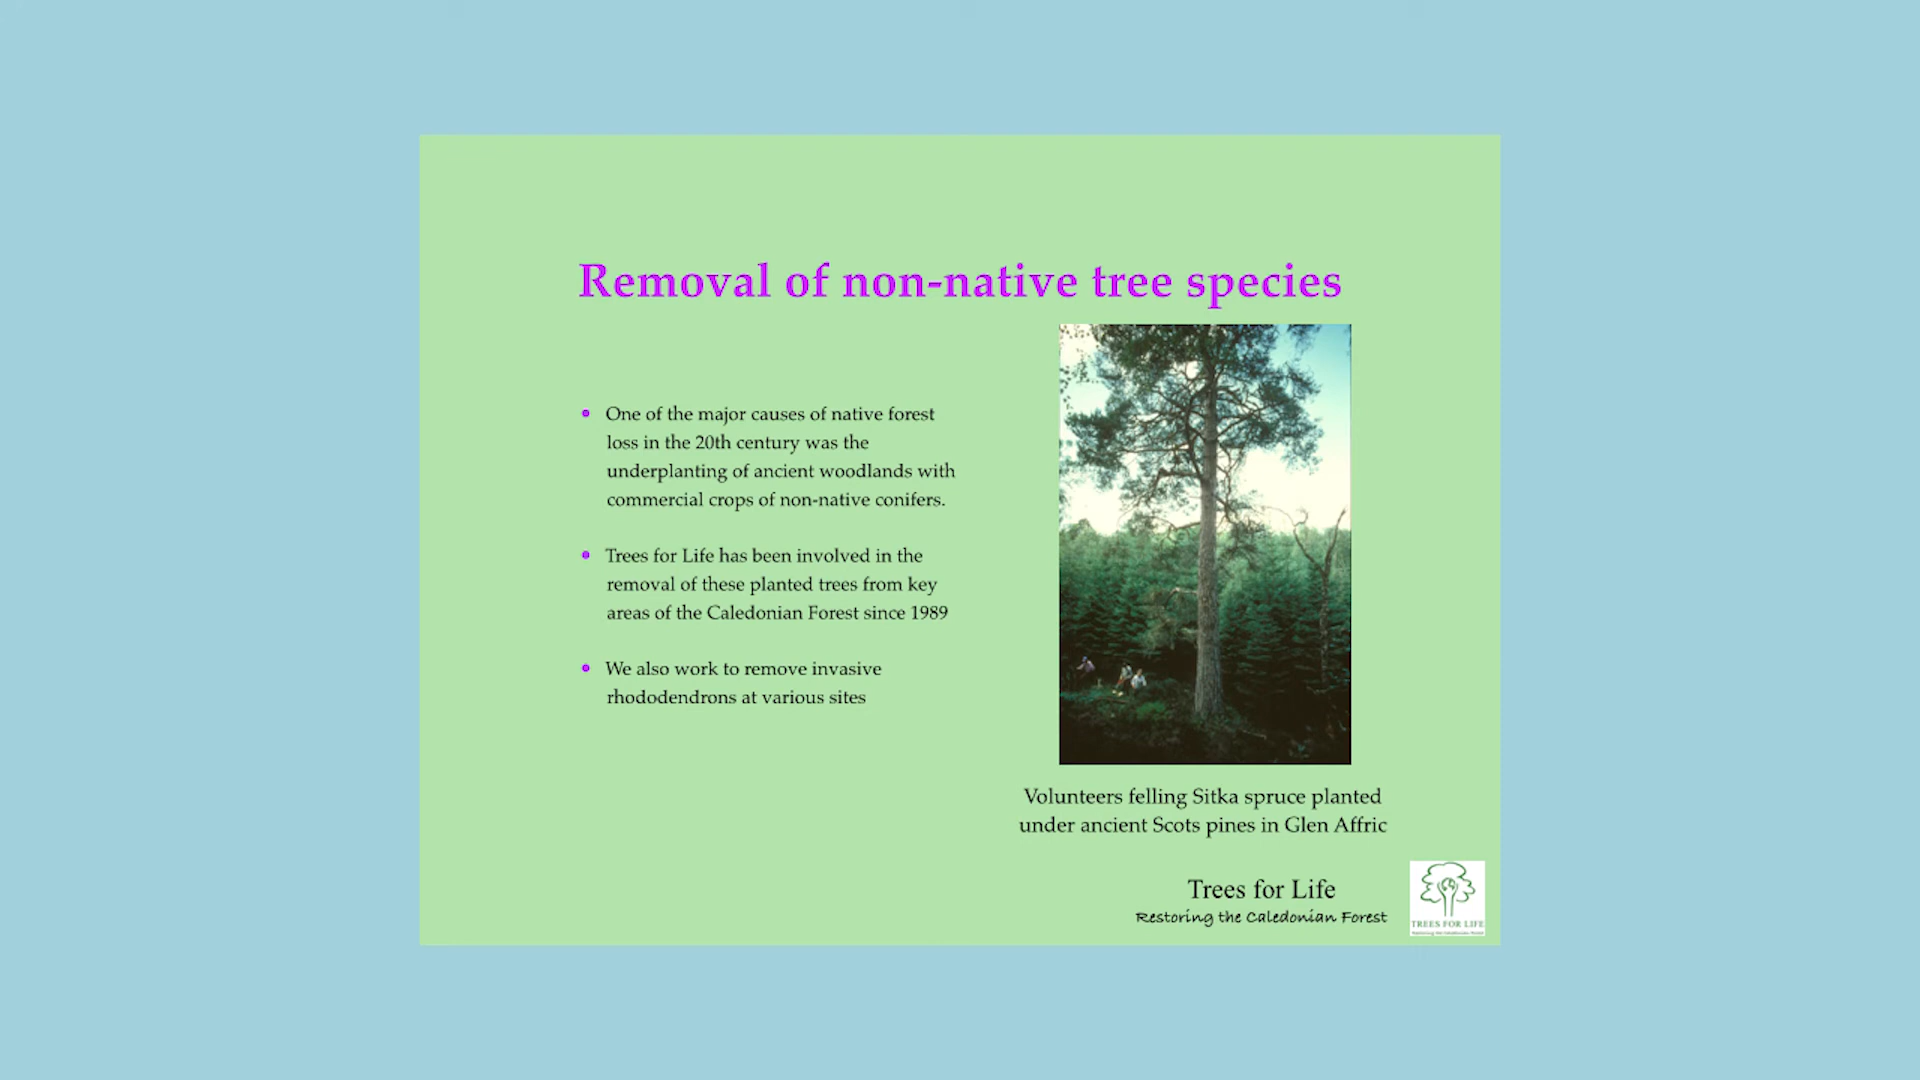 Removal of non-native tree species
• One of the major causes of native forest
loss in the 20th century was the
underplanting of ancient woodlands with
commercial crops of non-native conifers.
• Trees for Life has been involved in the
removal of these planted trees from key
areas of the Caledonian Forest since 1989
• We also work to remove invasive
rhododendrons at various sites
Volunteers felling Sitka spruce planted
under ancient Scots pines in Glen Affric
Trees for Life
Restoring the Caledonian Forest
TREES FOR LIFE
Restoring the Caledonian Forest